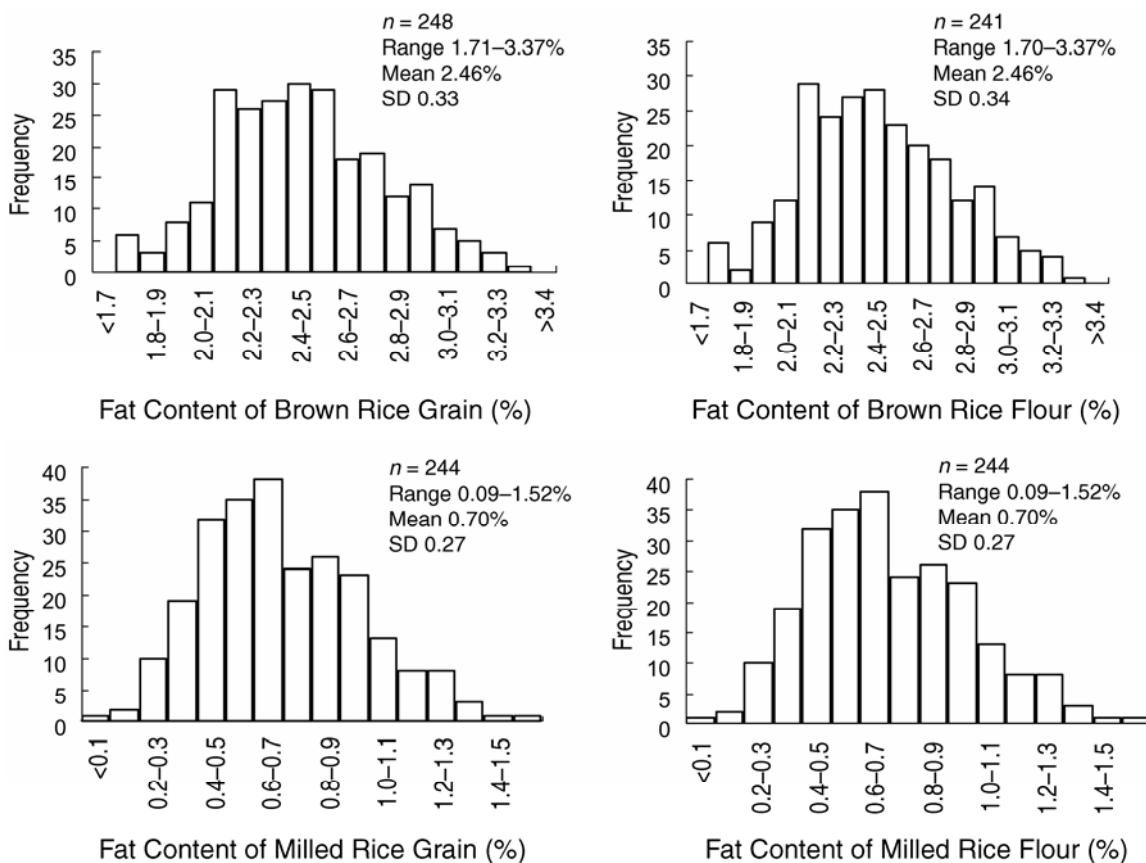 n = 248
Range 1.71–3.37%
Mean 2.46%
SD 0.33
35
30
25
20
15
10
5
0
Frequency
<1.7
1.8–1.9
2.0–2.1
2.2–2.3
2.4–2.5
2.6–2.7
2.8–2.9
3.0–3.1
3.2–3.3
>3.4
Fat Content of Brown Rice Grain (%)
n = 241
Range 1.70–3.37%
Mean 2.46%
SD 0.34
35
30
25
20
15
10
5
0
Frequency
<1.7
1.8–1.9
2.0–2.1
2.2–2.3
2.4–2.5
2.6–2.7
2.8–2.9
3.0–3.1
3.2–3.3
>3.4
Fat Content of Brown Rice Flour (%)
n = 244
Range 0.09–1.52%
Mean 0.70%
SD 0.27
40
35
30
25
20
15
10
5
0
Frequency
<0.1
0.2–0.3
0.4–0.5
0.6–0.7
0.8–0.9
1.0–1.1
1.2–1.3
1.4–1.5
Fat Content of Milled Rice Grain (%)
n = 244
Range 0.09–1.52%
Mean 0.70%
SD 0.27
40
35
30
25
20
15
10
5
0
Frequency
<0.1
0.2–0.3
0.4–0.5
0.6–0.7
0.8–0.9
1.0–1.1
1.2–1.3
1.4–1.5
Fat Content of Milled Rice Flour (%)